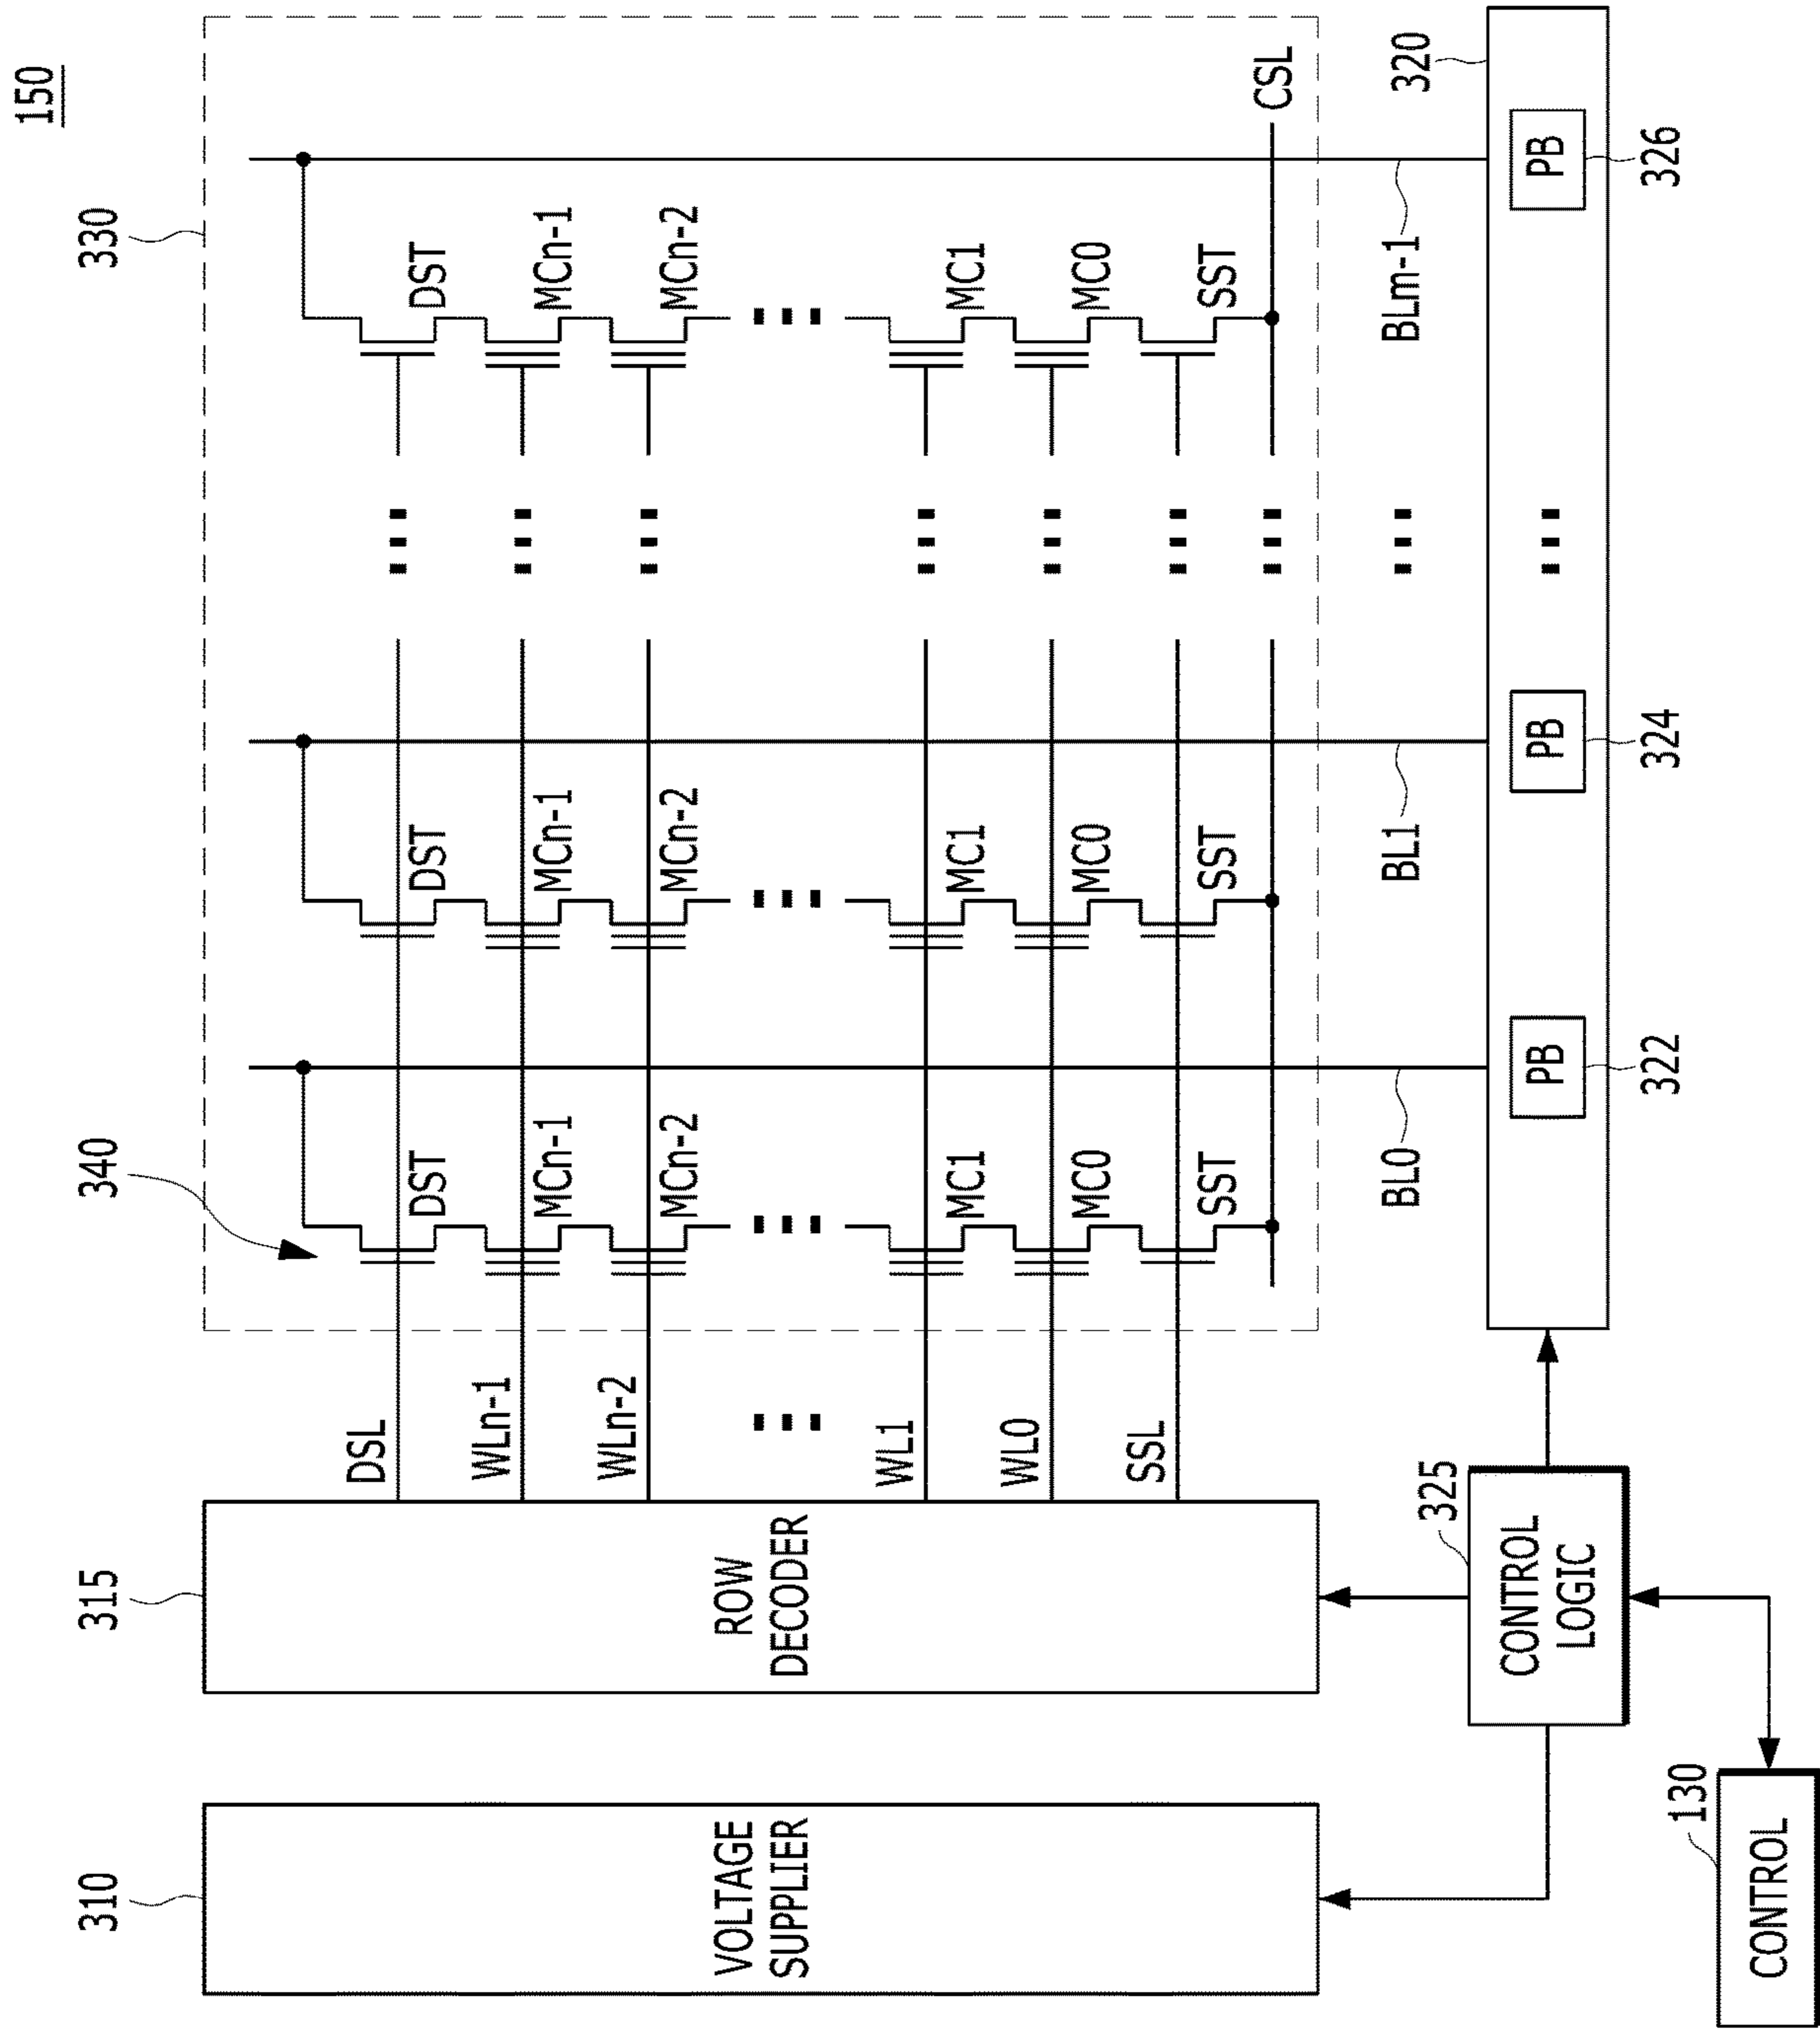 150
310
315
340
330
VOLTAGE
SUPPLIER
ROW
DECODER
DSL
DST
DST
DST
WLn-1
MCn-1
MCn-1
MCn-1
WLn-2
MCn-2
MCn-2
MCn-2
WL1
MC1
MC1
MC1
WL0
MC0
MC0
MC0
SSL
SST
SST
SST
CSL
BL0
BL1
BLm-1
320
325
CONTROL
LOGIC
PB
PB
PB
322
324
326
130
CONTROL